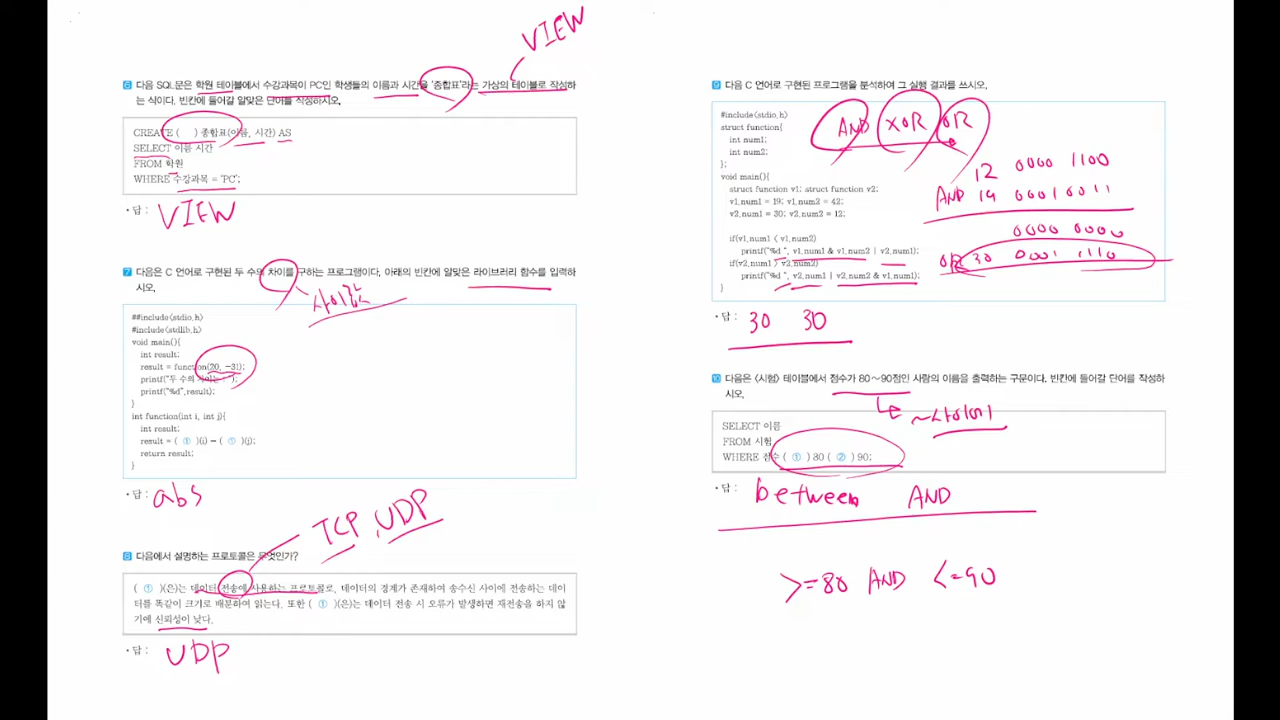 VIEW
6 다음 SQL문은 학원 테이블에서 수강과목이 PC인 학생들의 이름과 시간을 '종합표'라는 가상의 테이블로 작성하
는 식이다. 빈칸에 들어갈 알맞은 단어를 작성하시오.
CREATE ( ) 종합표(이름, 시간) AS
SELECT 이름 시간
FROM 학원
WHERE 수강과목 = "PC";
• 답 : VIEW
7 다음은 C 언어로 구현된 두 수의 차이를 구하는 프로그램이다. 아래의 빈칸에 알맞은 라이브러리 함수를 입력하
시오.
사이값
##include<stdio.h>
#include<stdlib.h>
void main(){
int result;
result = function(20, -3);
printf("두 수의 차이는 : ");
printf("%d",result);
}
int function(int i, int j){
int result;
result = ( ① )(i) - ( ① )(j);
return result;
}
• 답 : abs
TCP, UDP
8 다음에서 설명하는 프로토콜은 무엇인가?
( ① )(은)는 데이터 전송에 사용하는 프로토콜로, 데이터의 경계가 존재하여 송수신 사이에 전송하는 데이
터를 똑같이 크기로 배분하여 읽는다. 또한 ( ① )(은)는 데이터 전송 시 오류가 발생하면 재전송을 하지 않
기에 신뢰성이 낮다.
• 답 : UDP
9 다음 C 언어로 구현된 프로그램을 분석하여 그 실행 결과를 쓰시오.
#include<stdio.h>
struct function{
int num1;
int num2;
};
void main(){
struct function v1; struct function v2;
v1.num1 = 19; v1.num2 = 42;
v2.num1 = 30; v2.num2 = 12;
if(v1.num1 < v1.num2)
printf("%d ", v1.num1 & v1.num2 | v2.num1);
if(v2.num1 > v2.num2)
printf("%d ", v2.num1 | v2.num2 & v1.num1);
}
AND XOR OR
12 0000 1100
AND 19 0001 0011
0000 0000
OR 30 0001 1110
• 답 : 30 30
10 다음은 <시험> 테이블에서 점수가 80~90점인 사람의 이름을 출력하는 구문이다. 빈칸에 들어갈 단어를 작성하
시오.
~사이에
SELECT 이름
FROM 시험
WHERE 점수 ( ① ) 80 ( ② ) 90;
• 답 : between AND
>=80 AND <=90